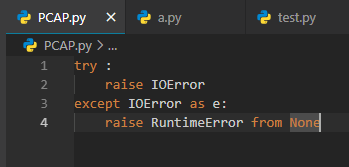 PCAP.py × a.py test.py
PCAP.py > ...
1 try :
2     raise IOError
3 except IOError as e:
4     raise RuntimeError from None